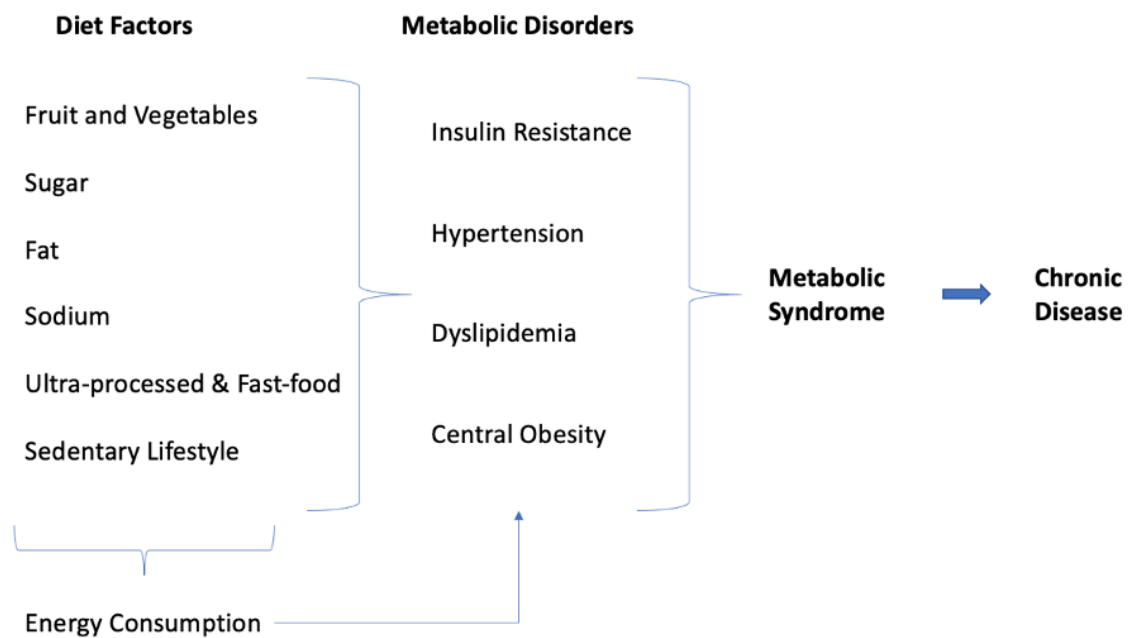 Diet Factors
Metabolic Disorders
Fruit and Vegetables
Sugar
Fat
Sodium
Ultra-processed & Fast-food
Sedentary Lifestyle
Energy Consumption
Insulin Resistance
Hypertension
Dyslipidemia
Central Obesity
Metabolic
Syndrome
Chronic
Disease